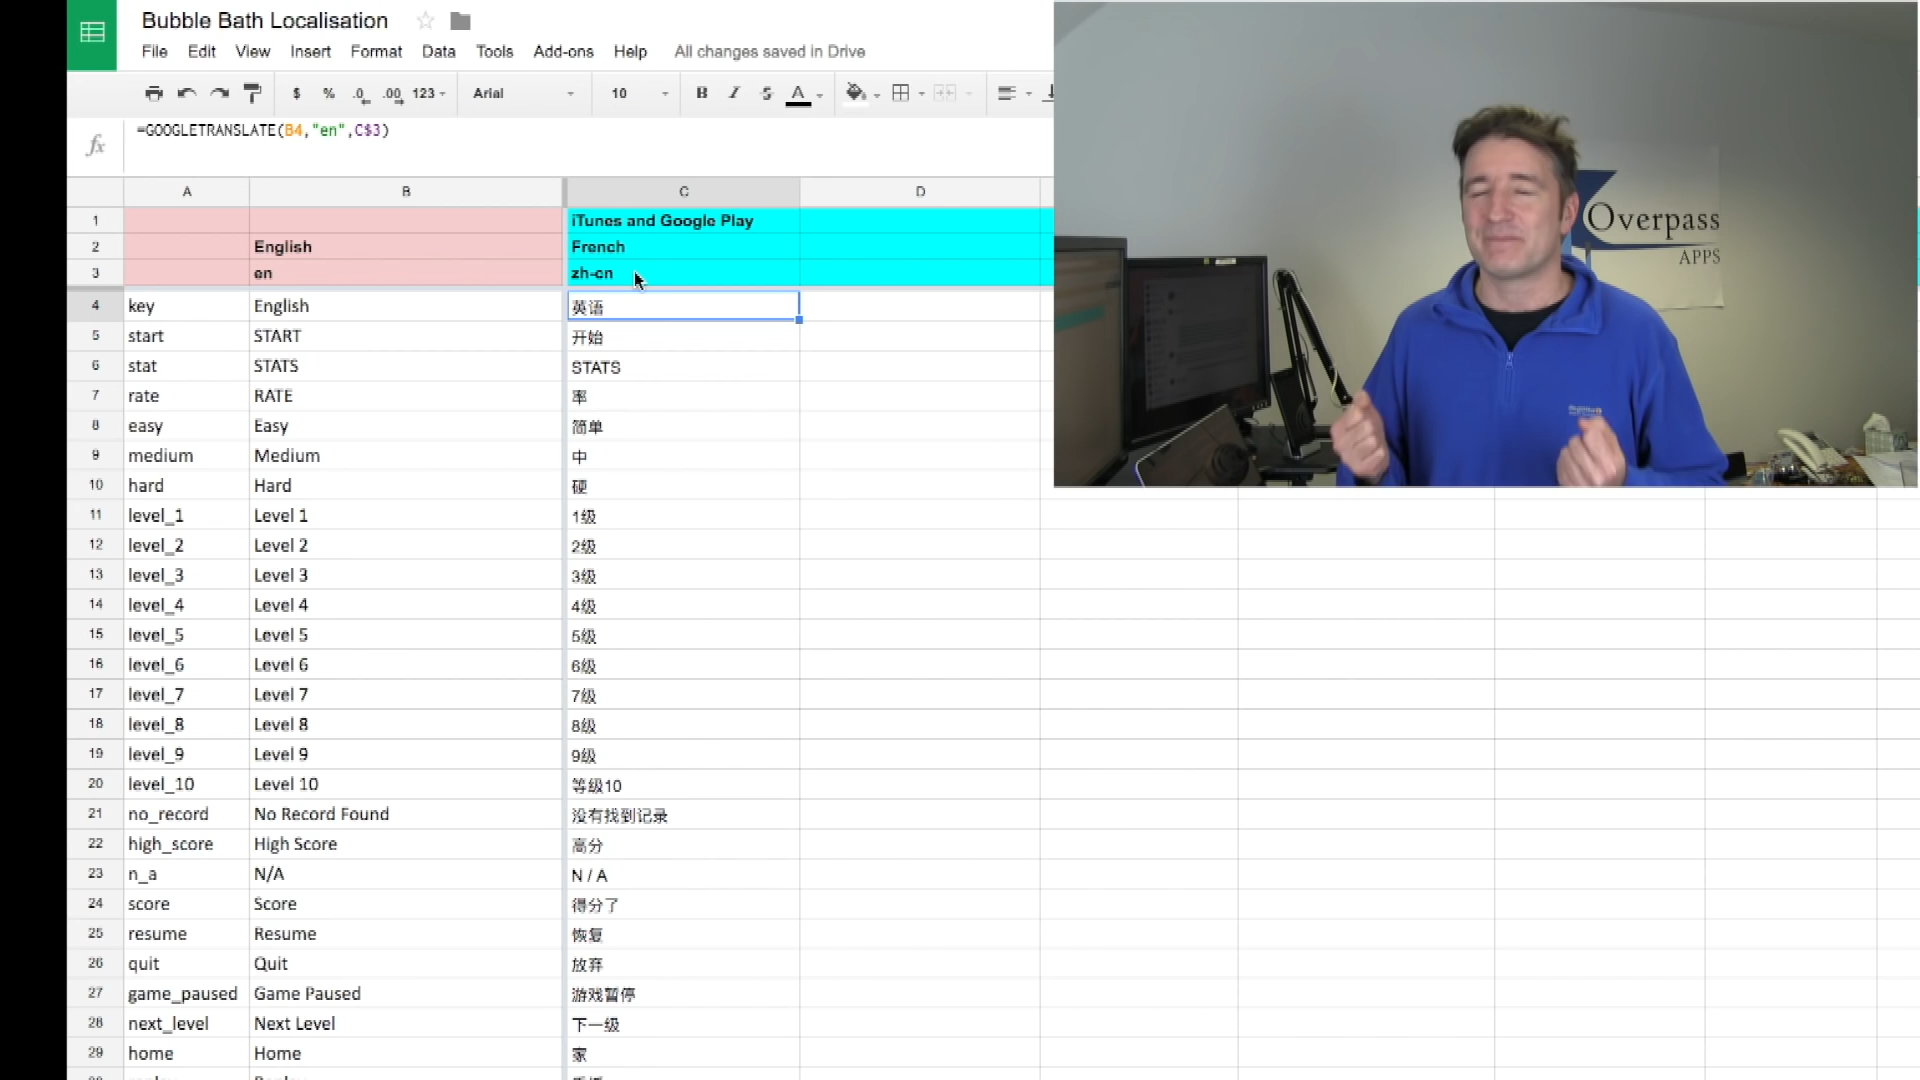 Bubble Bath Localisation
File Edit View Insert Format Data Tools Add-ons Help All changes saved in Drive
$ % .0 .00 123 Arial 10 B I S A
fx =GOOGLETRANSLATE(B4,"en",C$3)
A B C D
1 iTunes and Google Play
2 English French
3 en zh-cn
4 key English 英语
5 start START 开始
6 stat STATS STATS
7 rate RATE 率
8 easy Easy 简单
9 medium Medium 中
10 hard Hard 硬
11 level_1 Level 1 1级
12 level_2 Level 2 2级
13 level_3 Level 3 3级
14 level_4 Level 4 4级
15 level_5 Level 5 5级
16 level_6 Level 6 6级
17 level_7 Level 7 7级
18 level_8 Level 8 8级
19 level_9 Level 9 9级
20 level_10 Level 10 等级10
21 no_record No Record Found 没有找到记录
22 high_score High Score 高分
23 n_a N/A N / A
24 score Score 得分了
25 resume Resume 恢复
26 quit Quit 放弃
27 game_paused Game Paused 游戏暂停
28 next_level Next Level 下一级
29 home Home 家
Overpass
APPS